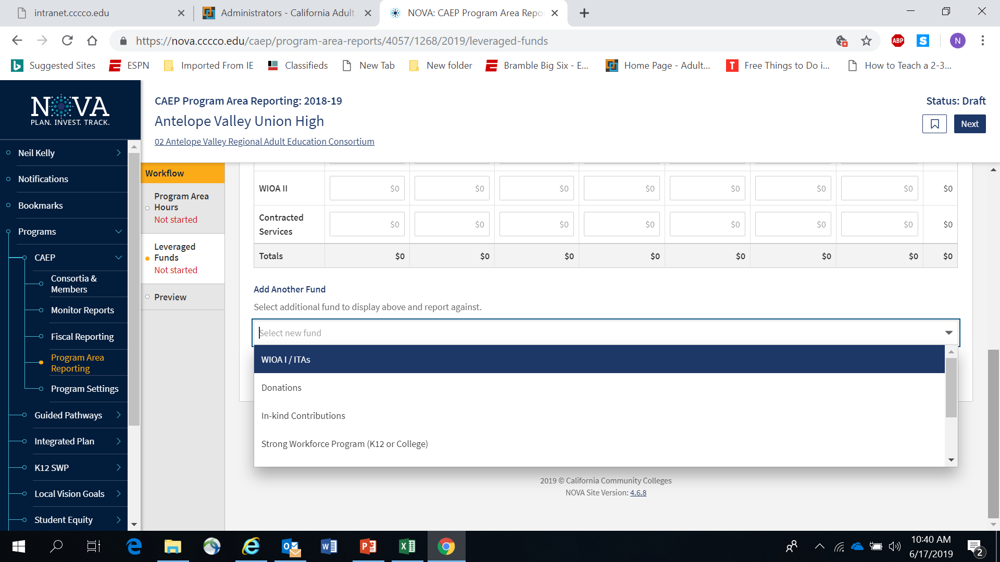 intranet.cccco.edu
Administrators - California Adult
NOVA: CAEP Program Area Repo
https://nova.cccco.edu/caep/program-area-reports/4057/1268/2019/leveraged-funds
ABP
S
N
Suggested Sites
ESPN
Imported From IE
Classifieds
New Tab
New folder
Bramble Big Six - E...
Home Page - Adult...
T
Free Things to Do i...
How to Teach a 2-3...
NOVA
PLAN. INVEST. TRACK.
CAEP Program Area Reporting: 2018-19
Antelope Valley Union High
02 Antelope Valley Regional Adult Education Consortium
Status: Draft
Next
Neil Kelly
Notifications
Bookmarks
Programs
CAEP
Consortia &
Members
Monitor Reports
Fiscal Reporting
Program Area
Reporting
Program Settings
Guided Pathways
Integrated Plan
K12 SWP
Local Vision Goals
Student Equity
Workflow
Program Area
Hours
Not started
Leveraged
Funds
Not started
Preview
WIOA II $0 $0 $0 $0 $0 $0 $0 $0
Contracted
Services $0 $0 $0 $0 $0 $0 $0 $0
Totals $0 $0 $0 $0 $0 $0 $0 $0
Add Another Fund
Select additional fund to display above and report against.
Select new fund
WIOA I / ITAs
Donations
In-kind Contributions
Strong Workforce Program (K12 or College)
2019 © California Community Colleges
NOVA Site Version: 4.6.8
10:40 AM
6/17/2019
2